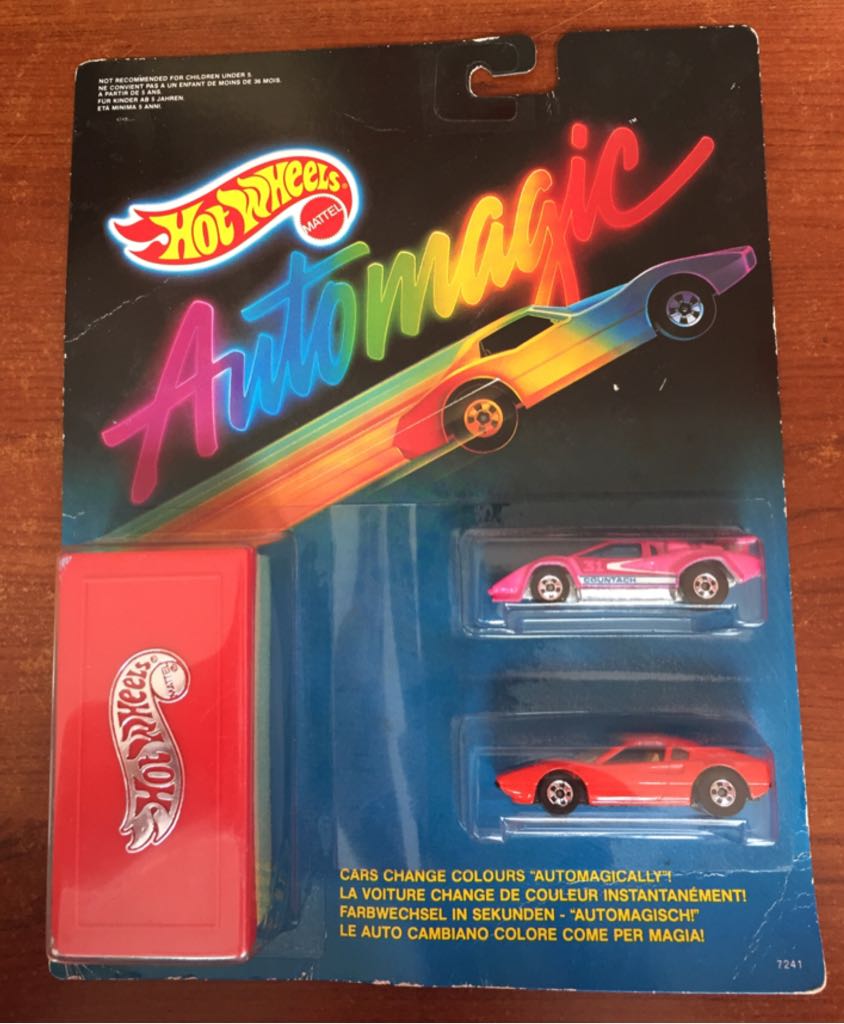 NOT RECOMMENDED FOR CHILDREN UNDER 5.
NE CONVIENT PAS A UN ENFANT DE MOINS DE 36 MOIS.
A PARTIR DE 5 ANS.
FÜR KINDER AB 5 JAHREN.
ETÀ MINIMA 5 ANNI.
HOT WHEELS®
MATTEL
Automagic™
31
COUNTACH
HOT WHEELS
MATTEL
CARS CHANGE COLOURS "AUTOMAGICALLY"!
LA VOITURE CHANGE DE COULEUR INSTANTANÉMENT!
FARBWECHSEL IN SEKUNDEN - "AUTOMAGISCH!"
LE AUTO CAMBIANO COLORE COME PER MAGIA!
7241